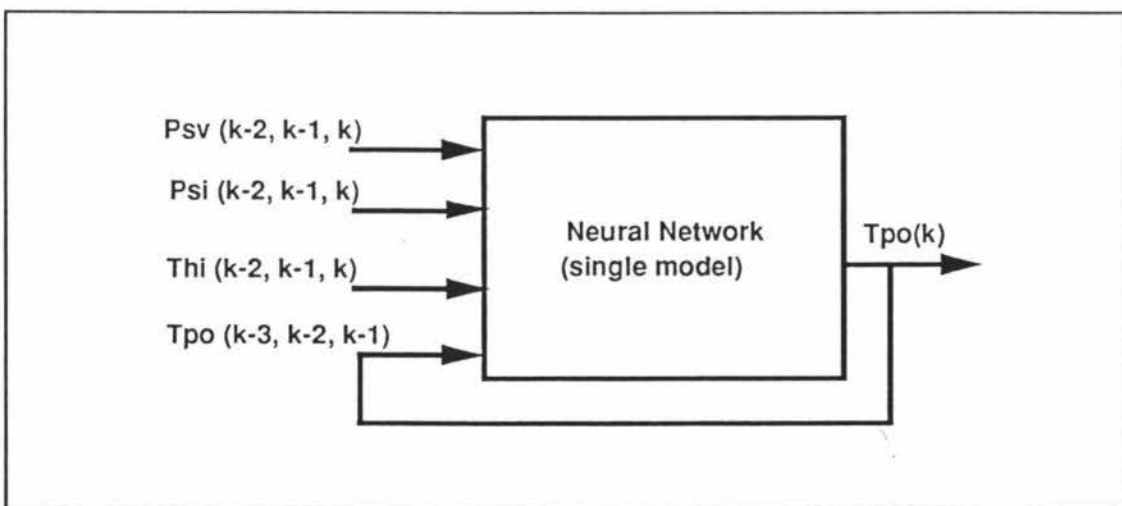 Psv (k-2, k-1, k)
Psi (k-2, k-1, k)
Thi (k-2, k-1, k)
Tpo (k-3, k-2, k-1)
Neural Network
(single model)
Tpo(k)